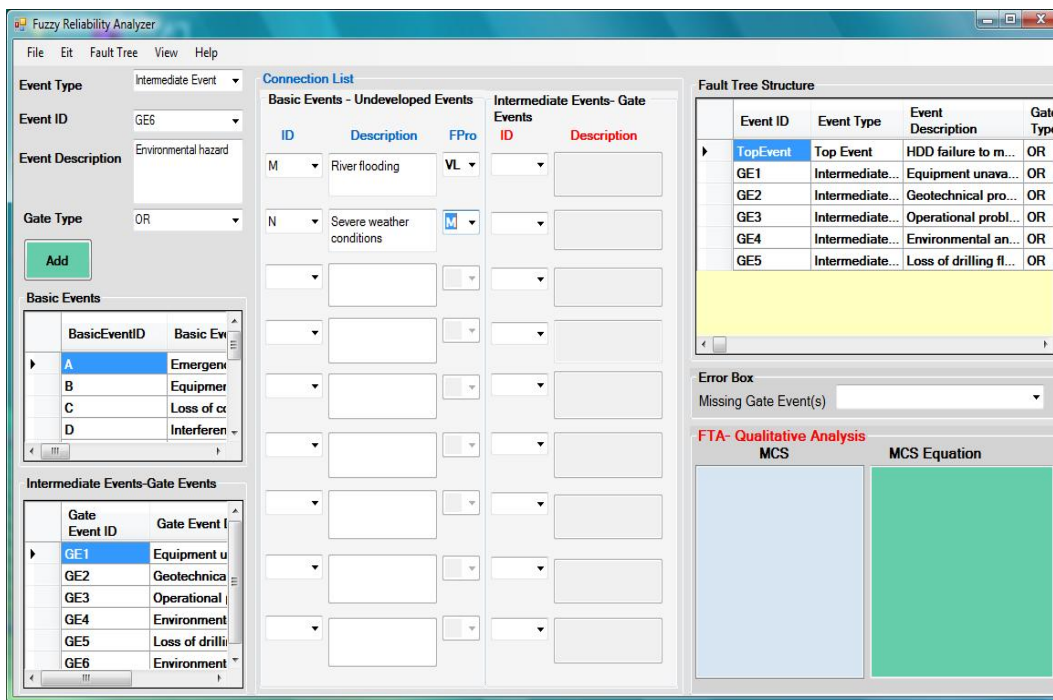 Fuzzy Reliability Analyzer
File Eit Fault Tree View Help
Event Type
Intermediate Event
Event ID
GE6
Event Description
Environmental hazard
Gate Type
OR
Add
Basic Events
BasicEventID Basic Eve
A Emergen
B Equipmen
C Loss of co
D Interferen
Intermediate Events-Gate Events
Gate
Event ID
Gate Event D
GE1 Equipment u
GE2 Geotechnica
GE3 Operational
GE4 Environment
GE5 Loss of drilli
GE6 Environment
Connection List
Basic Events - Undeveloped Events
ID Description FPro
M River flooding VL
N Severe weather
conditions
M
Intermediate Events- Gate
Events
ID Description
Fault Tree Structure
Event ID Event Type Event
Description
Gate
Type
TopEvent Top Event HDD failure to m... OR
GE1 Intermediate... Equipment unava... OR
GE2 Intermediate... Geotechnical pro... OR
GE3 Intermediate... Operational probl... OR
GE4 Intermediate... Environmental an... OR
GE5 Intermediate... Loss of drilling fl... OR
Error Box
Missing Gate Event(s)
FTA- Qualitative Analysis
MCS MCS Equation